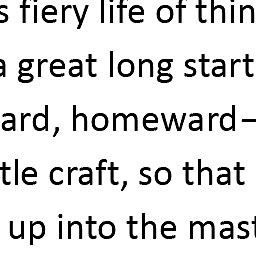 s fiery life of thin
a great long start
ard, homeward–
tle craft, so that
up into the mast